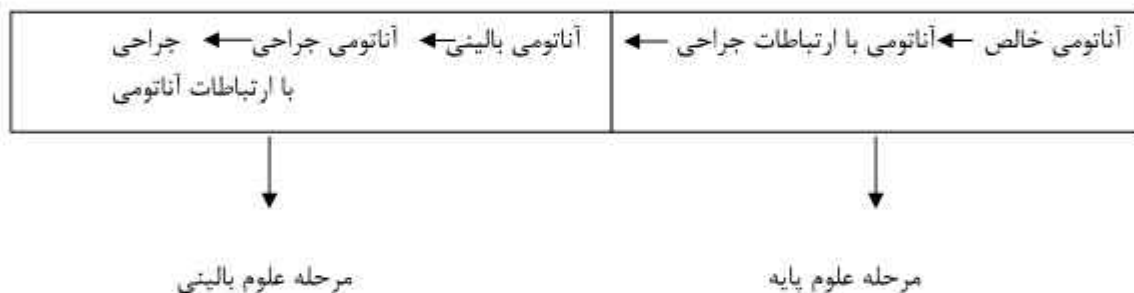 آناتومی خالص ← آناتومی با ارتباطات جراحی ← آناتومی بالینی ← آناتومی جراحی ← جراحی
با ارتباطات آناتومی
مرحله علوم پایه
مرحله علوم بالینی